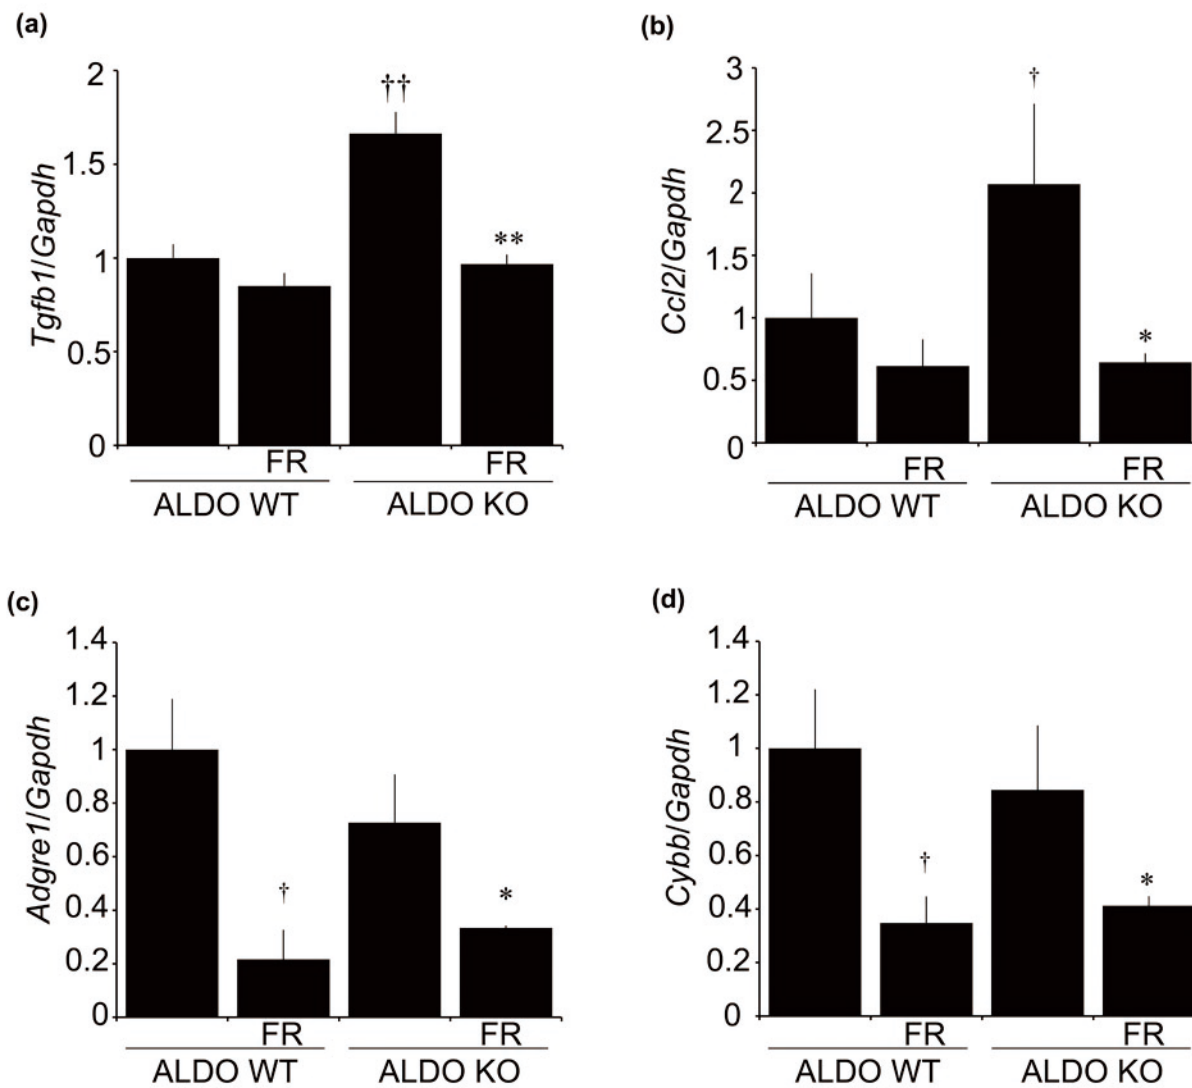 (a)
2
1.5
1
0.5
0
Tgfb1/Gapdh
††
**
FR
FR
ALDO WT
ALDO KO
(b)
3
2.5
2
1.5
1
0.5
0
Ccl2/Gapdh
†
*
FR
FR
ALDO WT
ALDO KO
(c)
1.4
1.2
1
0.8
0.6
0.4
0.2
0
Adgre1/Gapdh
†
*
FR
FR
ALDO WT
ALDO KO
(d)
1.4
1.2
1
0.8
0.6
0.4
0.2
0
Cybb/Gapdh
†
*
FR
FR
ALDO WT
ALDO KO